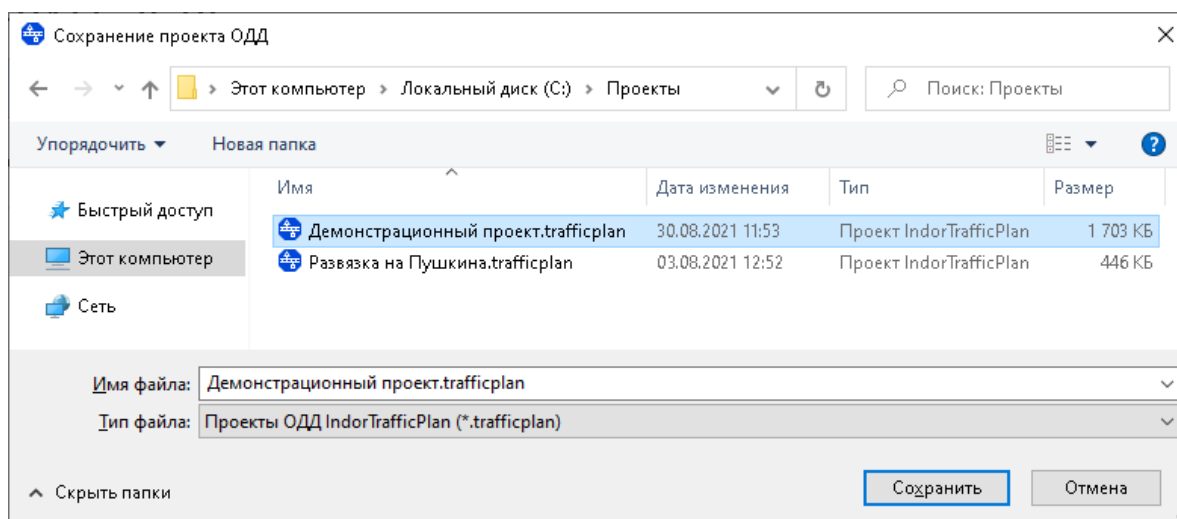 Сохранение проекта ОДД
Этот компьютер › Локальный диск (C:) › Проекты
Поиск: Проекты
Упорядочить
Новая папка
Имя
Дата изменения
Тип
Размер
Быстрый доступ
Этот компьютер
Сеть
Демонстрационный проект.trafficplan 30.08.2021 11:53 Проект IndorTrafficPlan 1 703 КБ
Развязка на Пушкина.trafficplan 03.08.2021 12:52 Проект IndorTrafficPlan 446 КБ
Имя файла: Демонстрационный проект.trafficplan
Тип файла: Проекты ОДД IndorTrafficPlan (*.trafficplan)
Скрыть папки
Сохранить
Отмена